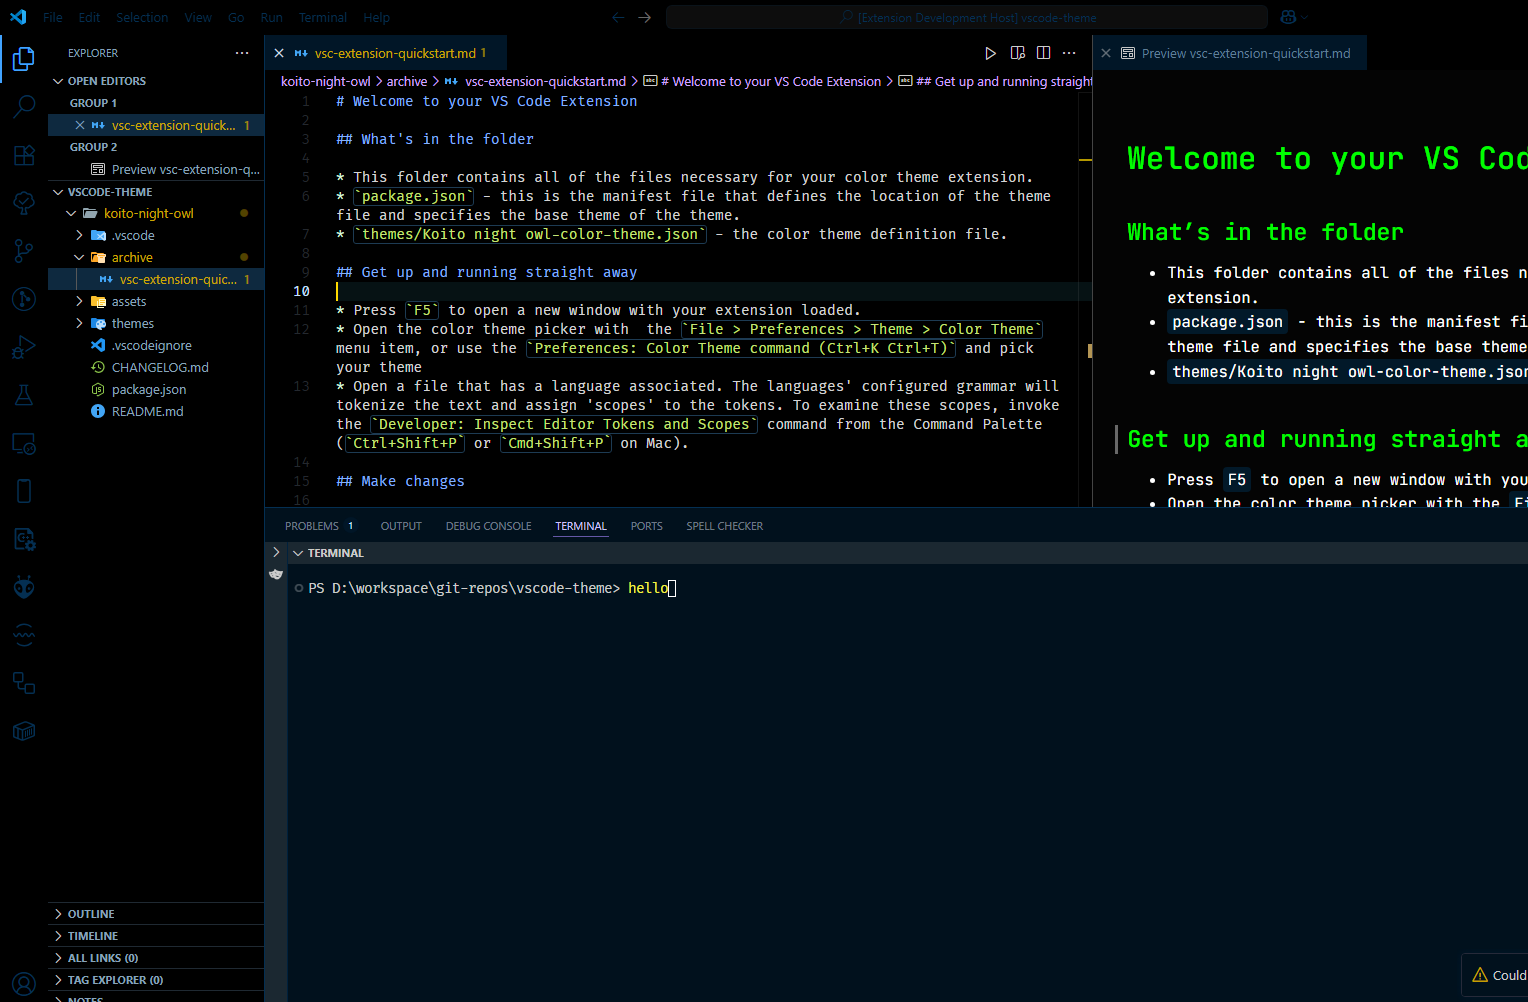 File Edit Selection View Go Run Terminal Help
[Extension Development Host] vscode-theme
EXPLORER
OPEN EDITORS
GROUP 1
vsc-extension-quick... 1
GROUP 2
Preview vsc-extension-q...
VSCODE-THEME
koito-night-owl
.vscode
archive
vsc-extension-quic... 1
assets
themes
.vscodeignore
CHANGELOG.md
package.json
README.md
OUTLINE
TIMELINE
ALL LINKS (0)
TAG EXPLORER (0)
NOTES
vsc-extension-quickstart.md 1
koito-night-owl > archive > vsc-extension-quickstart.md > # Welcome to your VS Code Extension > ## Get up and running straight
1 # Welcome to your VS Code Extension
2
3 ## What's in the folder
4
5 * This folder contains all of the files necessary for your color theme extension.
6 * `package.json` - this is the manifest file that defines the location of the theme
file and specifies the base theme of the theme.
7 * `themes/Koito night owl-color-theme.json` - the color theme definition file.
8
9 ## Get up and running straight away
10
11 * Press `F5` to open a new window with your extension loaded.
12 * Open the color theme picker with  the `File > Preferences > Theme > Color Theme`
menu item, or use the `Preferences: Color Theme command (Ctrl+K Ctrl+T)` and pick
your theme
13 * Open a file that has a language associated. The languages' configured grammar will
tokenize the text and assign 'scopes' to the tokens. To examine these scopes, invoke
the `Developer: Inspect Editor Tokens and Scopes` command from the Command Palette
(`Ctrl+Shift+P` or `Cmd+Shift+P` on Mac).
14
15 ## Make changes
16
Preview vsc-extension-quickstart.md
Welcome to your VS Cod
What’s in the folder
• This folder contains all of the files n
extension.
• package.json - this is the manifest fi
theme file and specifies the base theme
• themes/Koito night owl-color-theme.json
Get up and running straight a
• Press F5 to open a new window with you
• Open the color theme picker with the Fi
PROBLEMS 1 OUTPUT DEBUG CONSOLE TERMINAL PORTS SPELL CHECKER
TERMINAL
PS D:\workspace\git-repos\vscode-theme> hello
Could